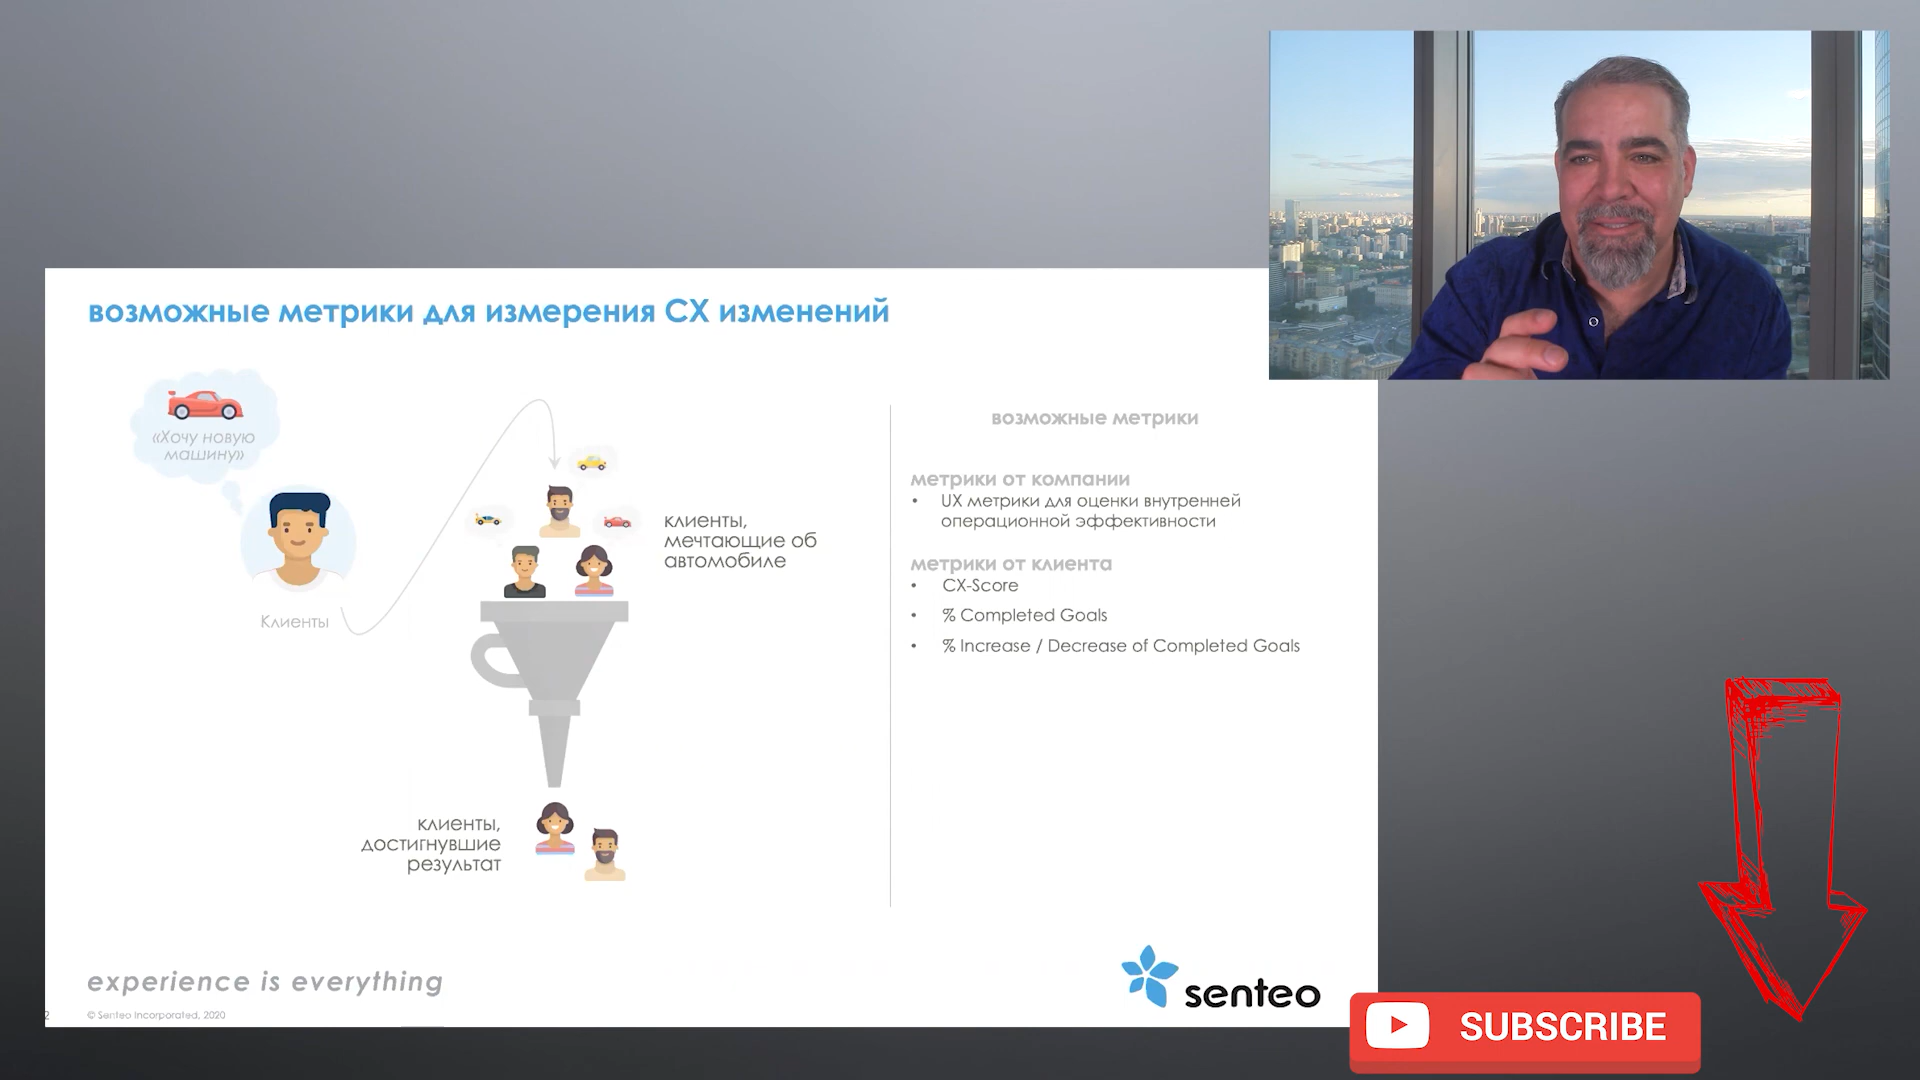 возможные метрики для измерения CX изменений
«Хочу новую
машину»
Клиенты
клиенты,
мечтающие об
автомобиле
клиенты,
достигнувшие
результат
возможные метрики
метрики от компании
• UX метрики для оценки внутренней
операционной эффективности
метрики от клиента
• CX-Score
• % Completed Goals
• % Increase / Decrease of Completed Goals
experience is everything
senteo
2
© Senteo Incorporated, 2020
SUBSCRIBE